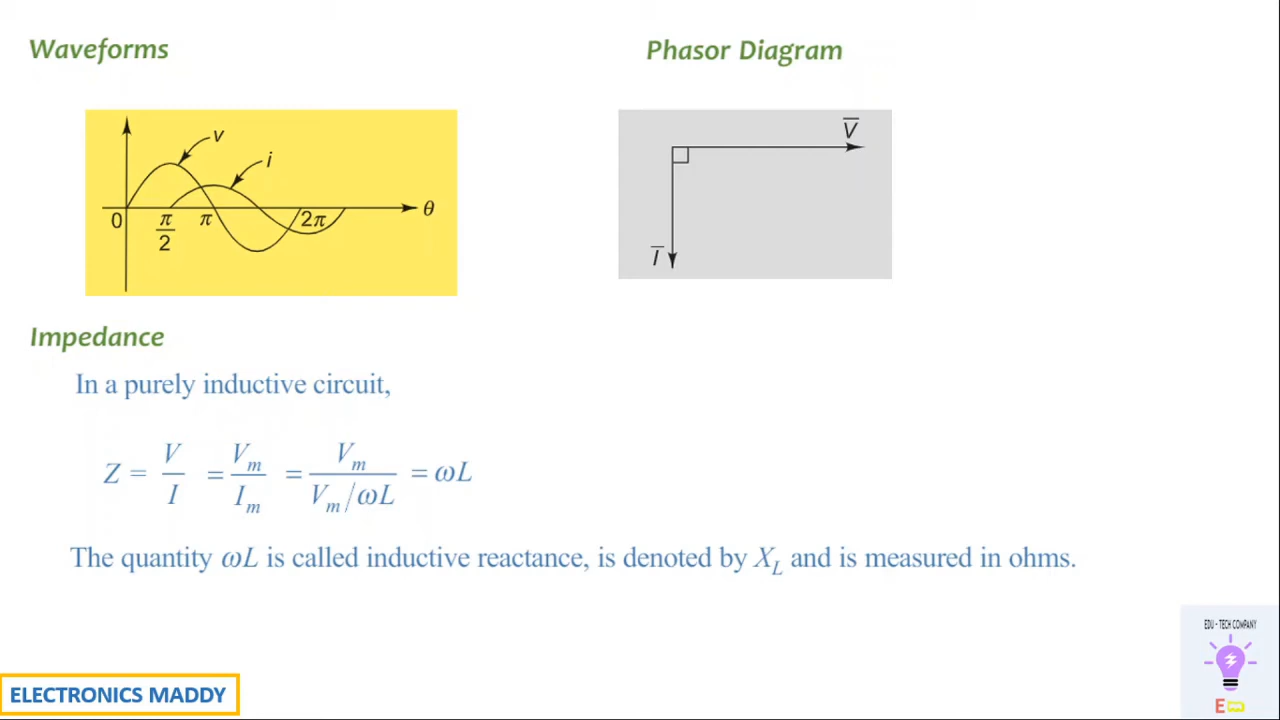 Waveforms
Phasor Diagram
v
i
0
π/2
π
2π
θ
V̅
I̅
Impedance
In a purely inductive circuit,
Z = V/I = Vₘ/Iₘ = Vₘ/(Vₘ/ωL) = ωL
The quantity ωL is called inductive reactance, is denoted by X_L and is measured in ohms.
EDU - TECH COMPANY
E
ELECTRONICS MADDY